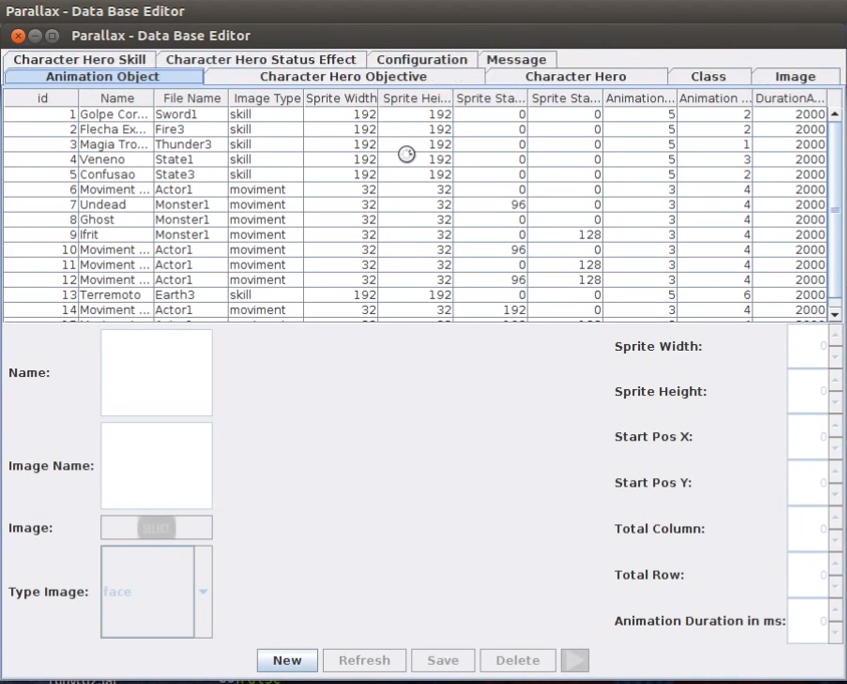 Parallax - Data Base Editor
Parallax - Data Base Editor
Character Hero Skill Character Hero Status Effect Configuration Message
Animation Object Character Hero Objective Character Hero Class Image
id Name File Name Image Type Sprite Width Sprite Hei... Sprite Sta... Sprite Sta... Animation... Animation ... DurationA...
1 Golpe Cor... Sword1 skill 192 192 0 0 5 2 2000
2 Flecha Ex... Fire3 skill 192 192 0 0 5 2 2000
3 Magia Tro... Thunder3 skill 192 192 0 0 5 1 2000
4 Veneno State1 skill 192 192 0 0 5 3 2000
5 Confusao State3 skill 192 192 0 0 5 2 2000
6 Moviment ... Actor1 moviment 32 32 0 0 3 4 2000
7 Undead Monster1 moviment 32 32 96 0 3 4 2000
8 Ghost Monster1 moviment 32 32 0 0 3 4 2000
9 Ifrit Monster1 moviment 32 32 0 128 3 4 2000
10 Moviment ... Actor1 moviment 32 32 96 0 3 4 2000
11 Moviment ... Actor1 moviment 32 32 0 128 3 4 2000
12 Moviment ... Actor1 moviment 32 32 96 128 3 4 2000
13 Terremoto Earth3 skill 192 192 0 0 5 6 2000
14 Moviment ... Actor1 moviment 32 32 192 0 3 4 2000
Name:
Image Name:
Image: SELECT
Type Image: face
Sprite Width: 0
Sprite Height: 0
Start Pos X: 0
Start Pos Y: 0
Total Column: 0
Total Row: 0
Animation Duration in ms: 0
New Refresh Save Delete